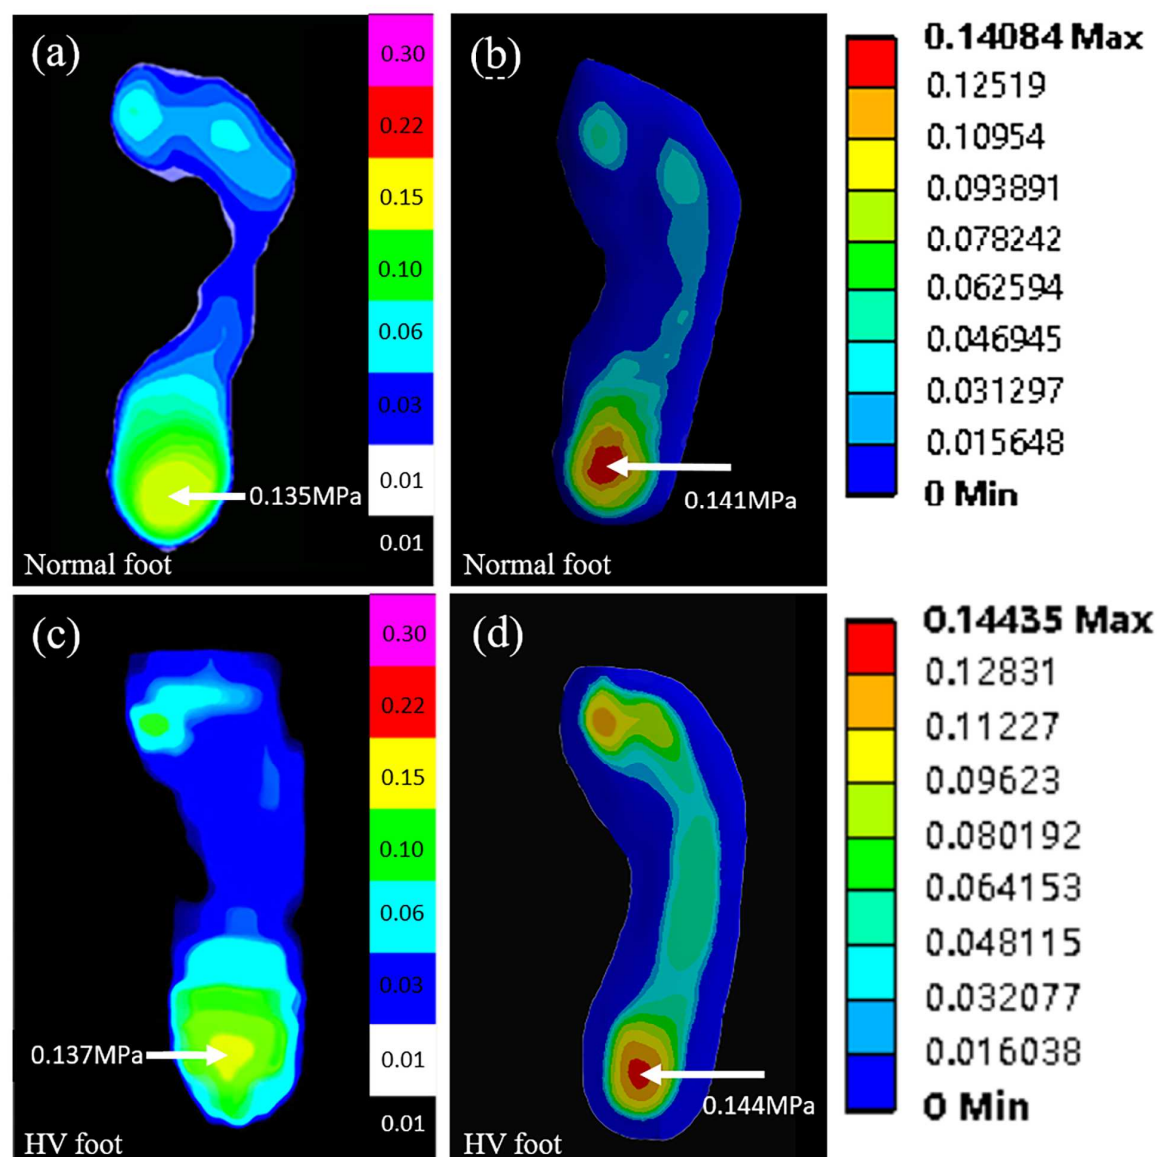 (a)
0.30
0.22
0.15
0.10
0.06
0.03
0.01
0.01
0.135MPa
Normal foot
(b)
0.141MPa
Normal foot
0.14084 Max
0.12519
0.10954
0.093891
0.078242
0.062594
0.046945
0.031297
0.015648
0 Min
(c)
0.30
0.22
0.15
0.10
0.06
0.03
0.01
0.01
0.137MPa
HV foot
(d)
0.144MPa
HV foot
0.14435 Max
0.12831
0.11227
0.09623
0.080192
0.064153
0.048115
0.032077
0.016038
0 Min